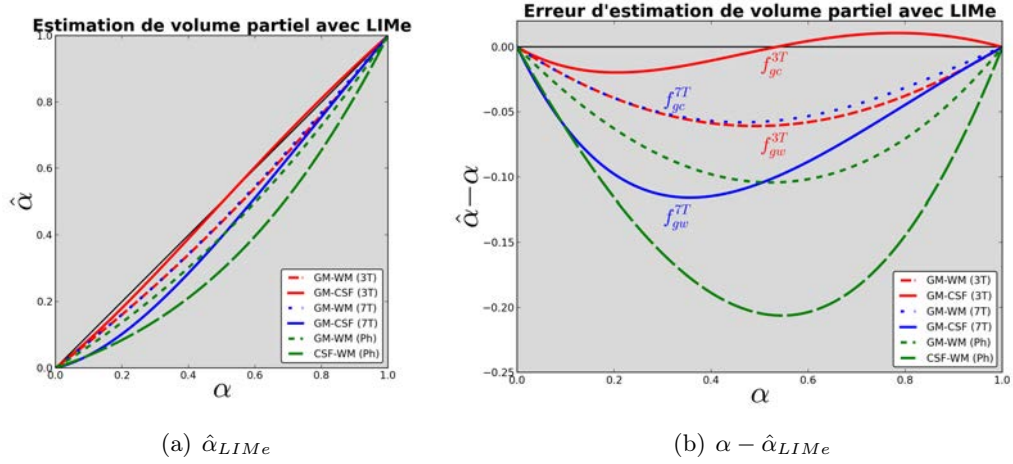 Estimation de volume partiel avec LIMe
1.0
0.8
0.6
0.4
0.2
0.0
0.0 0.2 0.4 0.6 0.8 1.0
α̂
α
GM-WM (3T)
GM-CSF (3T)
GM-WM (7T)
GM-CSF (7T)
GM-WM (Ph)
CSF-WM (Ph)
(a) α̂_{LIMe}
Erreur d'estimation de volume partiel avec LIMe
0.00
−0.05
−0.10
−0.15
−0.20
−0.25
0.0 0.2 0.4 0.6 0.8 1.0
α̂−α
α
f_{gc}^{3T}
f_{gc}^{7T}
f_{gw}^{3T}
f_{gw}^{7T}
GM-WM (3T)
GM-CSF (3T)
GM-WM (7T)
GM-CSF (7T)
GM-WM (Ph)
CSF-WM (Ph)
(b) α − α̂_{LIMe}